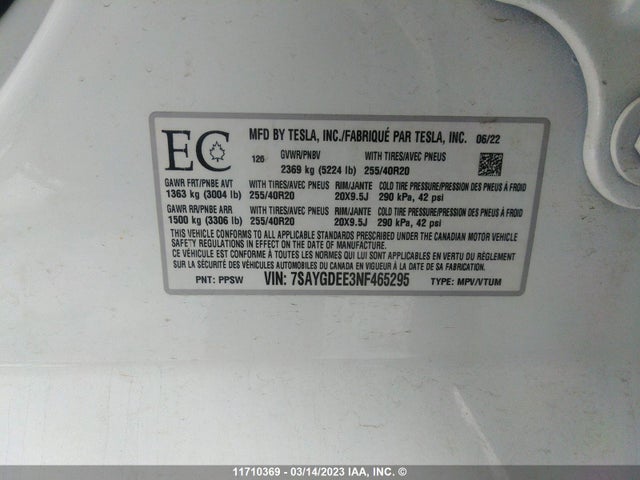 EC
MFD BY TESLA, INC./FABRIQUÉ PAR TESLA, INC. 06/22
126 GVWR/PNBV WITH TIRES/AVEC PNEUS
2369 kg (5224 lb) 255/40R20
GAWR FRT/PNBE AVT WITH TIRES/AVEC PNEUS RIM/JANTE COLD TIRE PRESSURE/PRESSION DES PNEUS À FROID
1363 kg (3004 lb) 255/40R20 20X9.5J 290 kPa, 42 psi
GAWR RR/PNBE ARR WITH TIRES/AVEC PNEUS RIM/JANTE COLD TIRE PRESSURE/PRESSION DES PNEUS À FROID
1500 kg (3306 lb) 255/40R20 20X9.5J 290 kPa, 42 psi
THIS VEHICLE CONFORMS TO ALL APPLICABLE STANDARDS PRESCRIBED UNDER THE CANADIAN MOTOR VEHICLE
SAFETY REGULATIONS IN EFFECT ON THE DATE OF MANUFACTURE.
CE VÉHICULE EST CONFORME À TOUTES LES NORMES QUI LUI SONT APPLICABLES EN VERTU DU RÈGLEMENT
SUR LA SÉCURITÉ DES VÉHICULES AUTOMOBILES DU CANADA EN VIGUEUR À LA DATE DE SA FABRICATION.
PNT: PPSW VIN: 7SAYGDEE3NF465295 TYPE: MPV/VTUM
11710369 - 03/14/2023 IAA, INC. ©